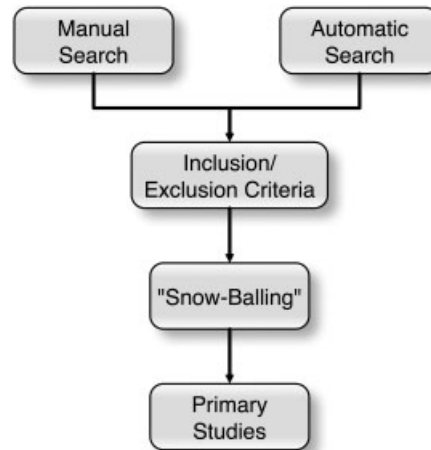 Manual
Search
Automatic
Search
Inclusion/
Exclusion Criteria
"Snow-Balling"
Primary
Studies